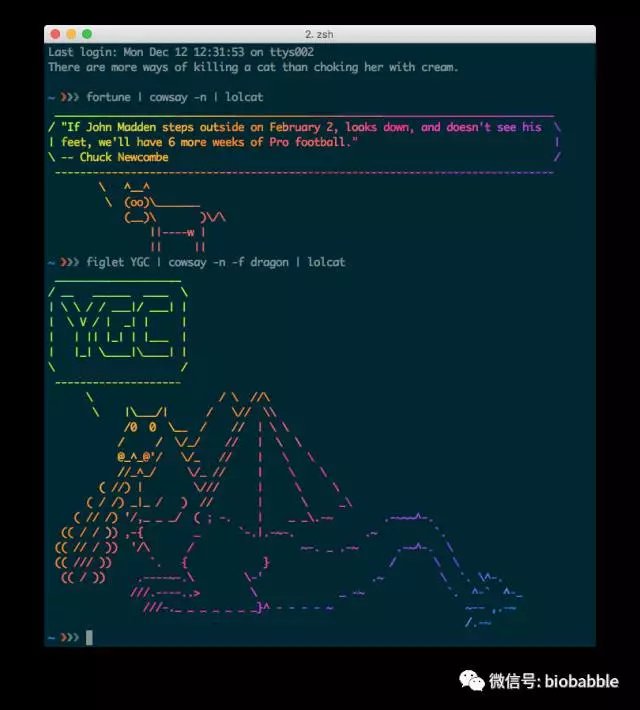 2. zsh
Last login: Mon Dec 12 12:31:53 on ttys002
There are more ways of killing a cat than choking her with cream.
~ ❯❯❯ fortune | cowsay -n | lolcat
/ "If John Madden steps outside on February 2, looks down, and doesn't see his \
| feet, we'll have 6 more weeks of Pro football." |
\ -- Chuck Newcombe /
~ ❯❯❯ figlet YGC | cowsay -n -f dragon | lolcat
YGC
~ ❯❯❯
微信号: biobabble